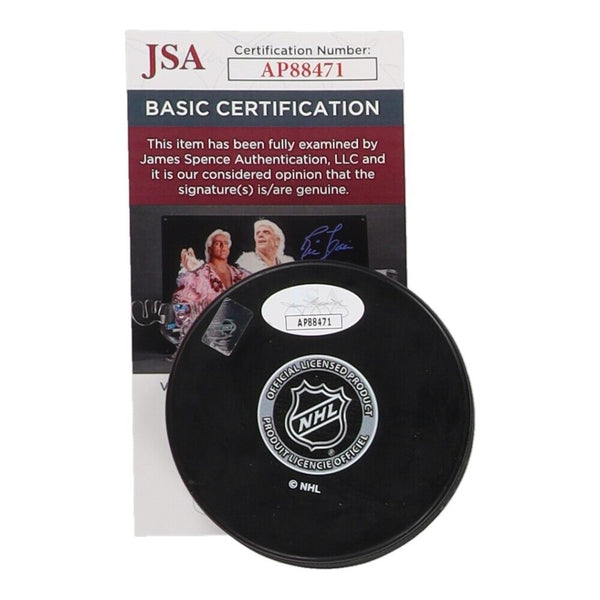 JSA
Certification Number:
AP88471
BASIC CERTIFICATION
This item has been fully examined by
James Spence Authentication, LLC and
it is our considered opinion that the
signature(s) is/are genuine.
AP88471
OFFICIAL LICENSED PRODUCT
NHL
PRODUIT LICENCIE OFFICIEL
© NHL